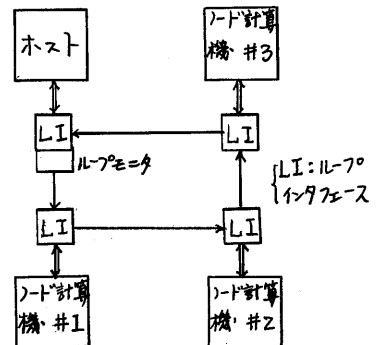 ホスト
ノード計算
機 #3
LI
LI
ループモニタ
LI:ループ
インタフェース
LI
LI
ノード計算
機 #1
ノード計算
機 #2